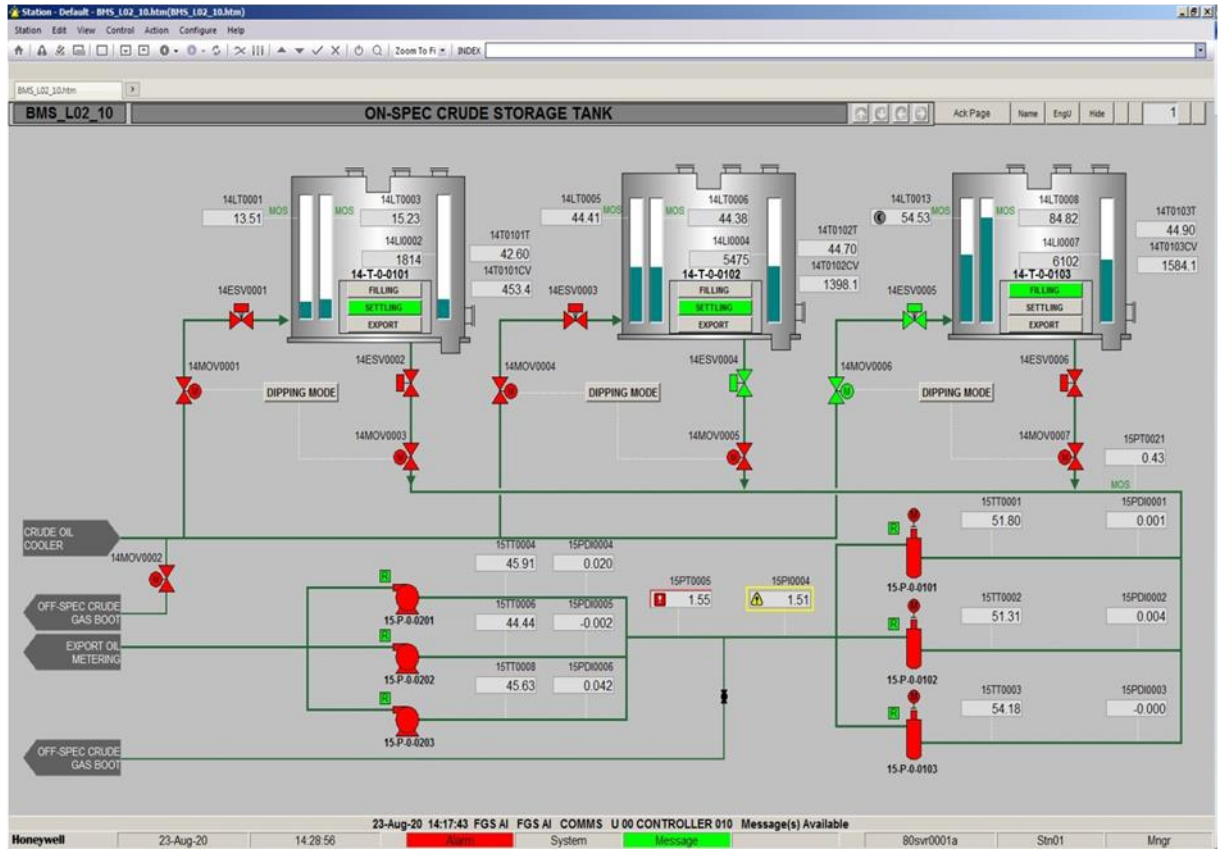 Station - Default - BMS_L02_10.htm(BMS_L02_10.htm)
Station Edit View Control Action Configure Help
Zoom To Fi INDEX
BMS_L02_10.htm
BMS_L02_10 ON-SPEC CRUDE STORAGE TANK Ack Page Name EngU Hide 1
14LT0001
13.51
MOS
MOS
14LT0003
15.23
14LI0002
1814
14-T-0-0101
FILLING
SETTLING
EXPORT
14T0101T
42.60
14T0101CV
453.4
14LT0005
44.41
MOS
MOS
14LT0006
44.38
14LI0004
5475
14-T-0-0102
FILLING
SETTLING
EXPORT
14T0102T
44.70
14T0102CV
1398.1
14LT0013
54.53
MOS
MOS
14LT0008
84.82
14LI0007
6102
14-T-0-0103
FILLING
SETTLING
EXPORT
14T0103T
44.90
14T0103CV
1584.1
14ESV0001
14ESV0003
14ESV0005
14MOV0001
14ESV0002
14MOV0004
14ESV0004
14MOV0006
14ESV0006
M
DIPPING MODE
M
DIPPING MODE
M
DIPPING MODE
14MOV0003
M
14MOV0005
M
14MOV0007
M
15PT0021
0.43
MOS
CRUDE OIL
COOLER
14MOV0002
M
OFF-SPEC CRUDE
GAS BOOT
EXPORT OIL
METERING
OFF-SPEC CRUDE
GAS BOOT
15TT0004
45.91
15PDI0004
0.020
R
15-P-0-0201
15TT0006
44.44
15PDI0005
-0.002
R
15-P-0-0202
15TT0008
45.63
15PDI0006
0.042
R
15-P-0-0203
15PT0005
1.55
15PI0004
1.51
15TT0001
51.80
15PDI0001
0.001
M
R
15-P-0-0101
15TT0002
51.31
15PDI0002
0.004
M
R
15-P-0-0102
15TT0003
54.18
15PDI0003
-0.000
M
R
15-P-0-0103
23-Aug-20 14:17:43 FGS AI FGS AI COMMS U 00 CONTROLLER 010 Message(s) Available
Honeywell 23-Aug-20 14:28:56 Alarm System Message 80svr0001a Stn01 Mngr